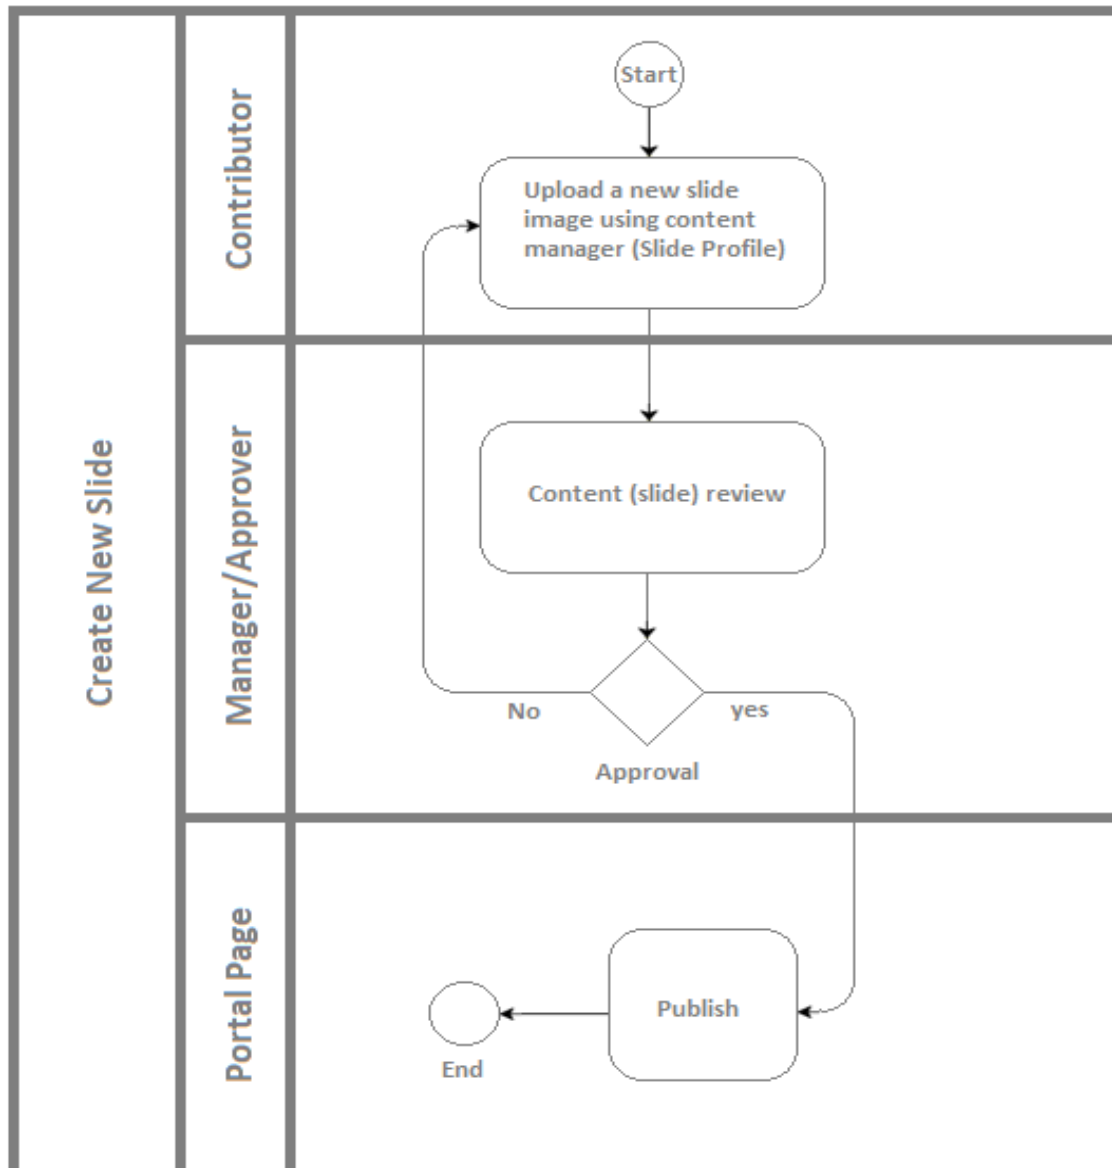 Create New Slide
Contributor
Start
Upload a new slide
image using content
manager (Slide Profile)
Manager/Approver
Content (slide) review
No
yes
Approval
Portal Page
Publish
End